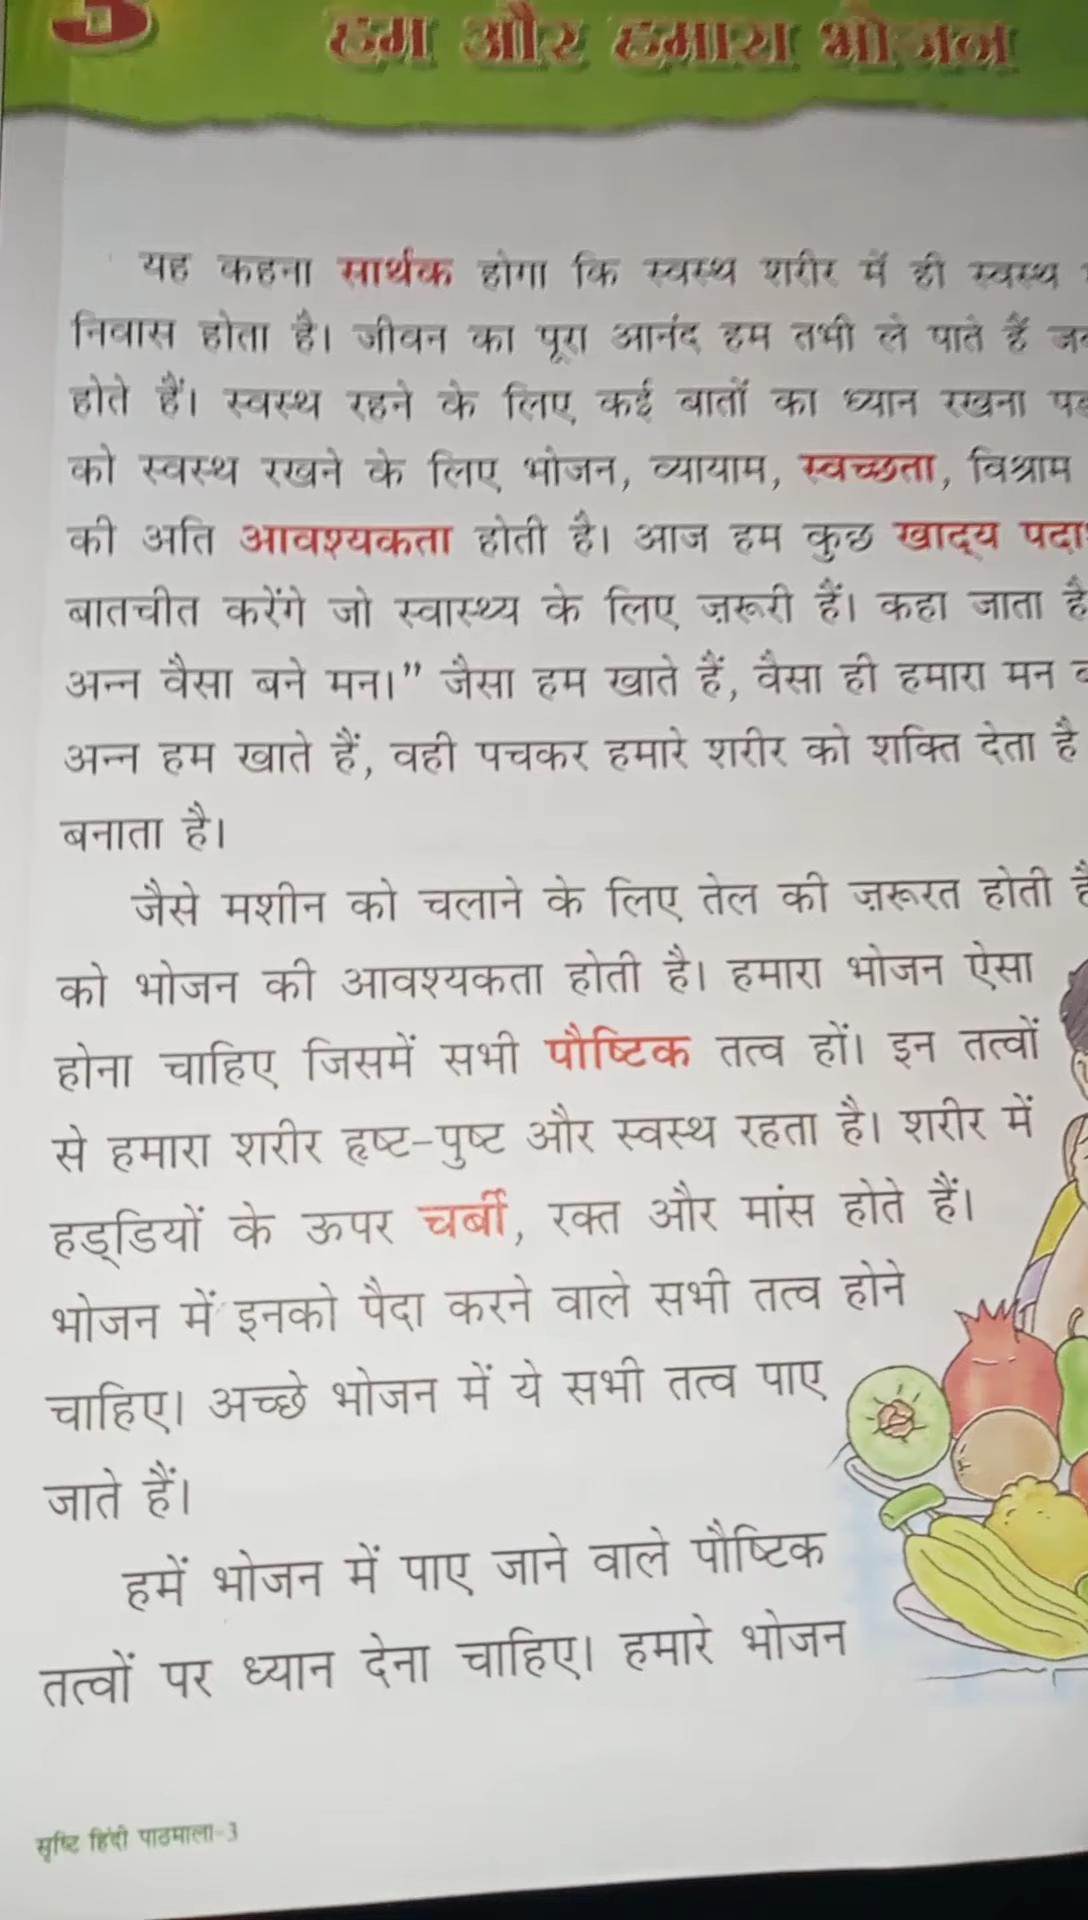 हम और हमारा भोजन
यह कहना सार्थक होगा कि स्वस्थ शरीर में ही स्वस्थ
निवास होता है। जीवन का पूरा आनंद हम तभी ले पाते हैं
होते हैं। स्वस्थ रहने के लिए कई बातों का ध्यान रखना
को स्वस्थ रखने के लिए भोजन, व्यायाम, स्वच्छता, विश्राम
की अति आवश्यकता होती है। आज हम कुछ खाद्य
बातचीत करेंगे जो स्वास्थ्य के लिए ज़रूरी हैं। कहा जाता है
अन्न वैसा बने मन।” जैसा हम खाते हैं, वैसा ही हमारा मन
अन्न हम खाते हैं, वही पचकर हमारे शरीर को शक्ति देता है
बनाता है।
जैसे मशीन को चलाने के लिए तेल की ज़रूरत होती है
को भोजन की आवश्यकता होती है। हमारा भोजन ऐसा
होना चाहिए जिसमें सभी पौष्टिक तत्व हों। इन तत्वों
से हमारा शरीर हृष्ट-पुष्ट और स्वस्थ रहता है। शरीर में
हड्डियों के ऊपर चर्बी, रक्त और मांस होते हैं।
भोजन में इनको पैदा करने वाले सभी तत्व होने
चाहिए। अच्छे भोजन में ये सभी तत्व पाए
जाते हैं।
हमें भोजन में पाए जाने वाले पौष्टिक
तत्वों पर ध्यान देना चाहिए। हमारे भोजन
सृष्टि हिंदी पाठमाला-3